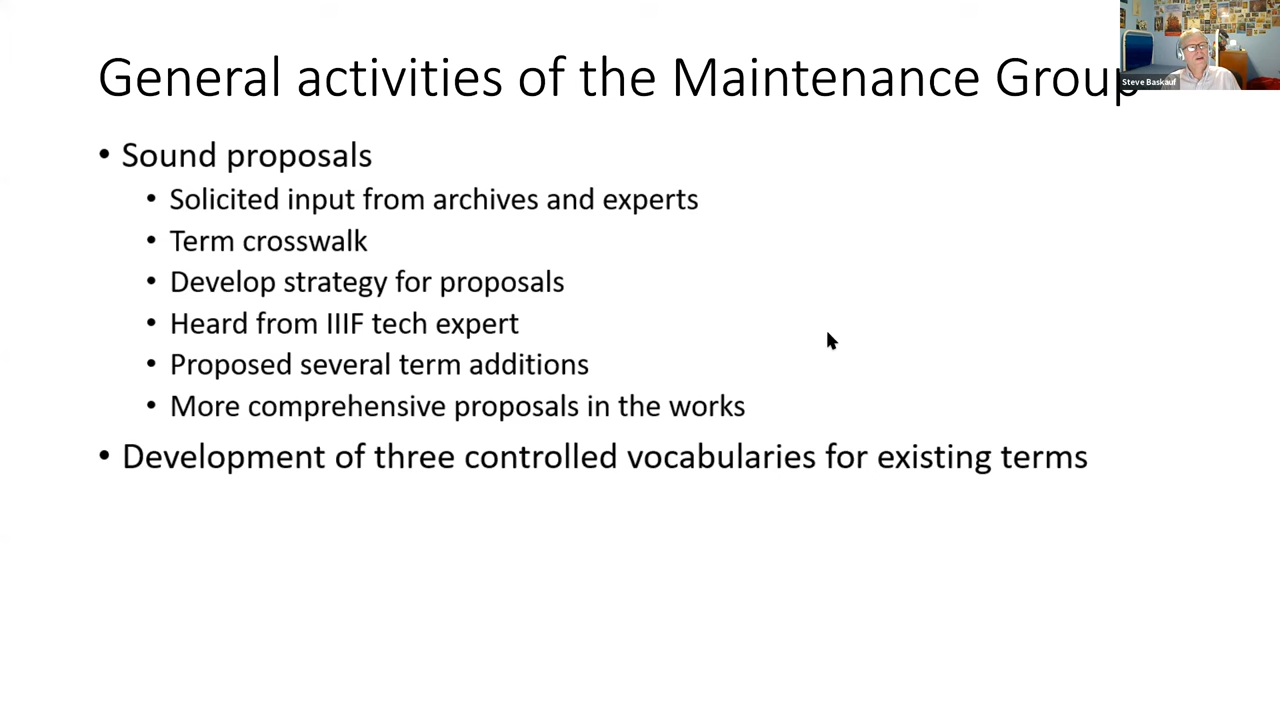 General activities of the Maintenance Group
Steve Baskauf
• Sound proposals
• Solicited input from archives and experts
• Term crosswalk
• Develop strategy for proposals
• Heard from IIIF tech expert
• Proposed several term additions
• More comprehensive proposals in the works
• Development of three controlled vocabularies for existing terms